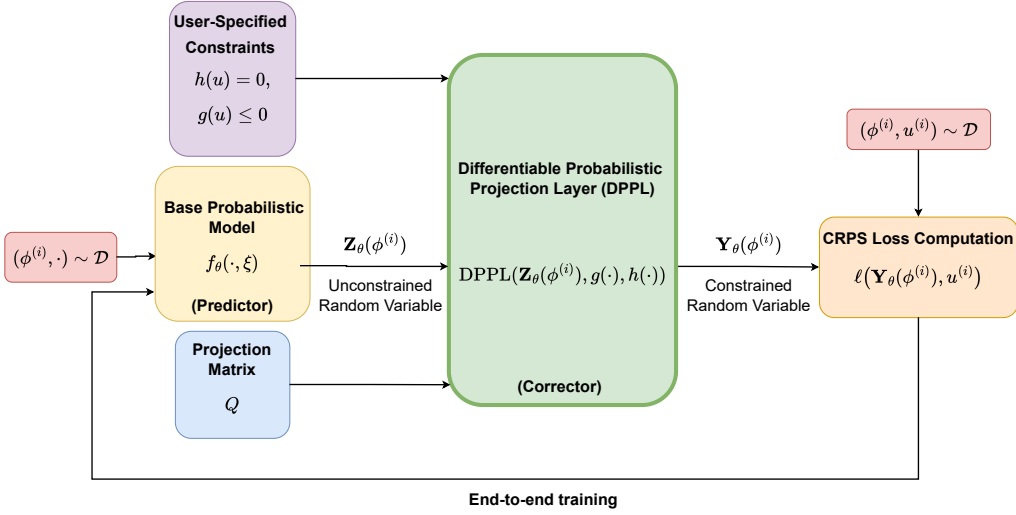 User-Specified
Constraints
h(u) = 0,
g(u) ≤ 0
(ϕ^{(i)}, ·) ∼ 𝒟
Base Probabilistic
Model
f_θ(·, ξ)
(Predictor)
Projection
Matrix
Q
𝐙_θ(ϕ^{(i)})
Unconstrained
Random Variable
Differentiable Probabilistic
Projection Layer (DPPL)
DPPL(𝐙_θ(ϕ^{(i)}), g(·), h(·))
(Corrector)
𝐘_θ(ϕ^{(i)})
Constrained
Random Variable
(ϕ^{(i)}, u^{(i)}) ∼ 𝒟
CRPS Loss Computation
ℓ(𝐘_θ(ϕ^{(i)}), u^{(i)})
End-to-end training